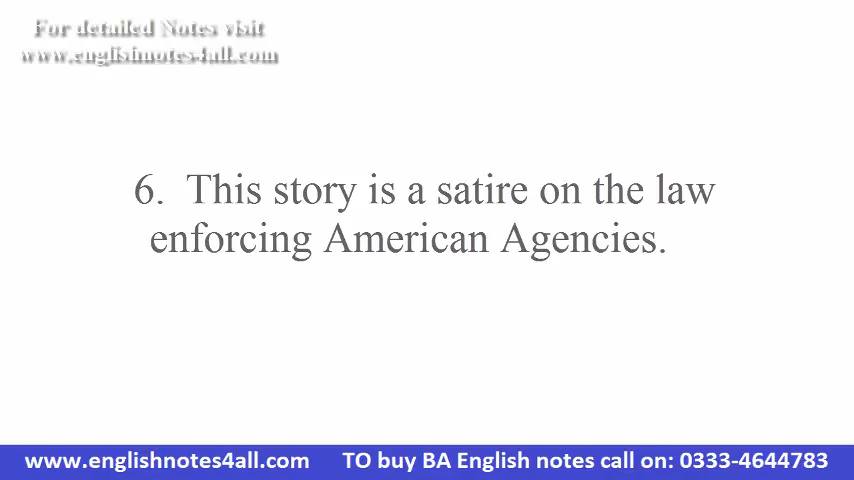 For detailed Notes visit
www.englishnotes4all.com
6. This story is a satire on the law
enforcing American Agencies.
www.englishnotes4all.com TO buy BA English notes call on: 0333-4644783